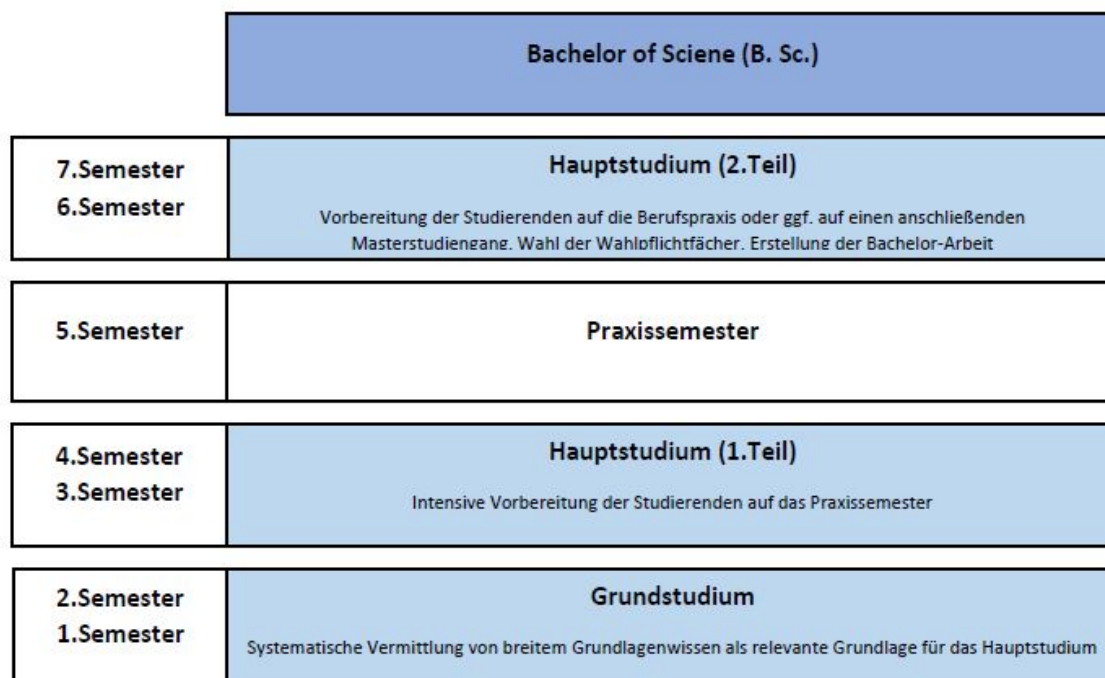 Bachelor of Sciene (B. Sc.)
7.Semester
6.Semester
Hauptstudium (2.Teil)
Vorbereitung der Studierenden auf die Berufspraxis oder ggf. auf einen anschließenden
Masterstudiengang. Wahl der Wahlpflichtfächer. Erstellung der Bachelor-Arbeit
5.Semester
Praxissemester
4.Semester
3.Semester
Hauptstudium (1.Teil)
Intensive Vorbereitung der Studierenden auf das Praxissemester
2.Semester
1.Semester
Grundstudium
Systematische Vermittlung von breitem Grundlagenwissen als relevante Grundlage für das Hauptstudium